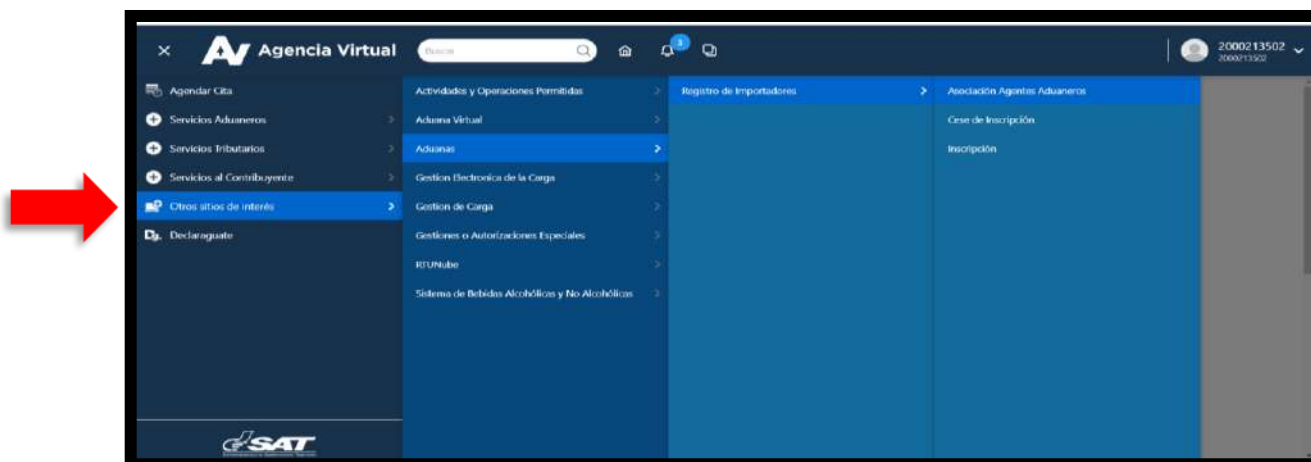 Agencia Virtual
Buscar
3
2000213502
2000213502
Agendar Cita
Servicios Aduaneros
Servicios Tributarios
Servicios al Contribuyente
Otros sitios de interés
Declaraguate
Actividades y Operaciones Permitidas
Aduana Virtual
Aduanas
Gestion Electronica de la Carga
Gestion de Carga
Gestiones o Autorizaciones Especiales
RTUNube
Sistema de Bebidas Alcohólicas y No Alcohólicas
Registro de Importadores
Asociación Agentes Aduaneros
Cese de Inscripción
Inscripción
SAT